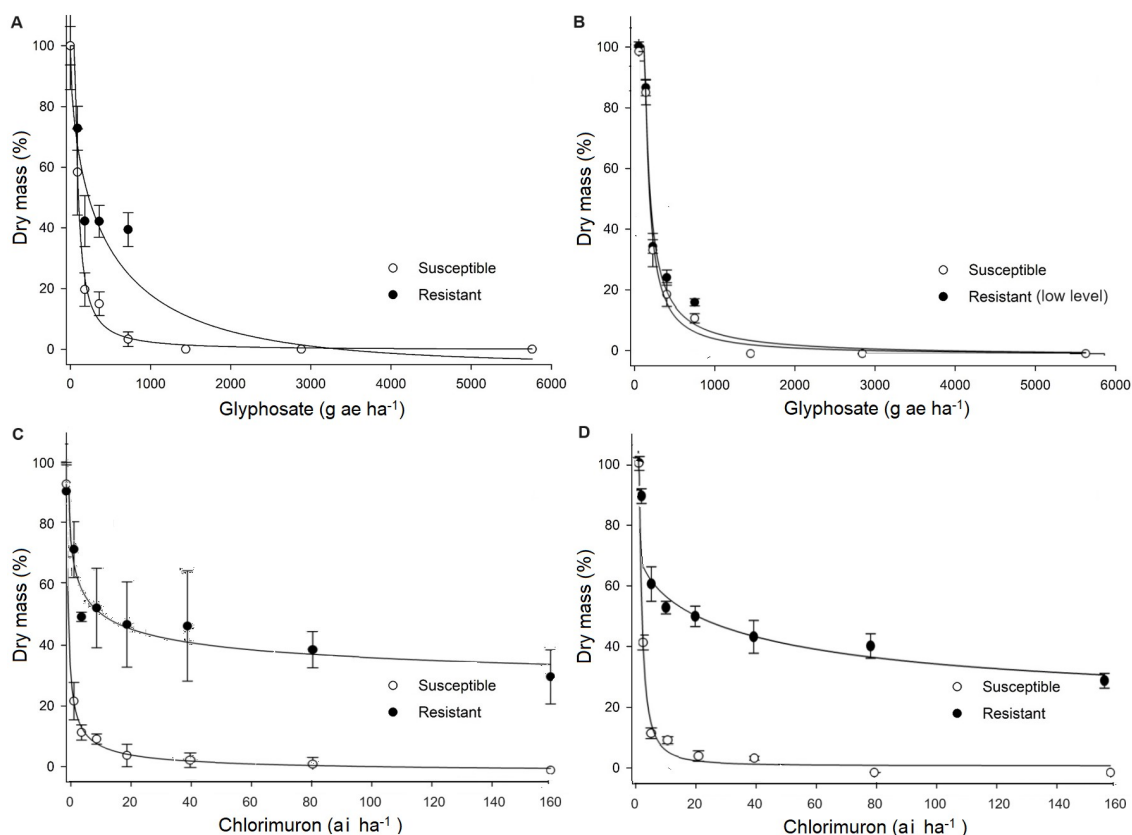 A
100
80
60
40
20
0
Dry mass (%)
Susceptible
Resistant
0 1000 2000 3000 4000 5000 6000
Glyphosate (g ae ha-1)
B
100
80
60
40
20
0
Dry mass (%)
Susceptible
Resistant (low level)
0 1000 2000 3000 4000 5000 6000
Glyphosate (g ae ha-1)
C
100
80
60
40
20
0
Dry mass (%)
Susceptible
Resistant
0 20 40 60 80 100 120 140 160
Chlorimuron (a i ha-1)
D
100
80
60
40
20
0
Dry mass (%)
Susceptible
Resistant
0 20 40 60 80 100 120 140 160
Chlorimuron (a i ha-1)